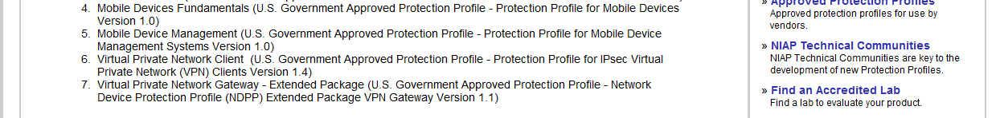 4. Mobile Devices Fundamentals (U.S. Government Approved Protection Profile - Protection Profile for Mobile Devices
Version 1.0)
5. Mobile Device Management (U.S. Government Approved Protection Profile - Protection Profile for Mobile Device
Management Systems Version 1.0)
6. Virtual Private Network Client  (U.S. Government Approved Protection Profile - Protection Profile for IPsec Virtual
Private Network (VPN) Clients Version 1.4)
7. Virtual Private Network Gateway - Extended Package (U.S. Government Approved Protection Profile - Network
Device Protection Profile (NDPP) Extended Package VPN Gateway Version 1.1)
» Approved Protection Profiles
Approved protection profiles for use by
vendors.
» NIAP Technical Communities
NIAP Technical Communities are key to the
development of new Protection Profiles.
» Find an Accredited Lab
Find a lab to evaluate your product.